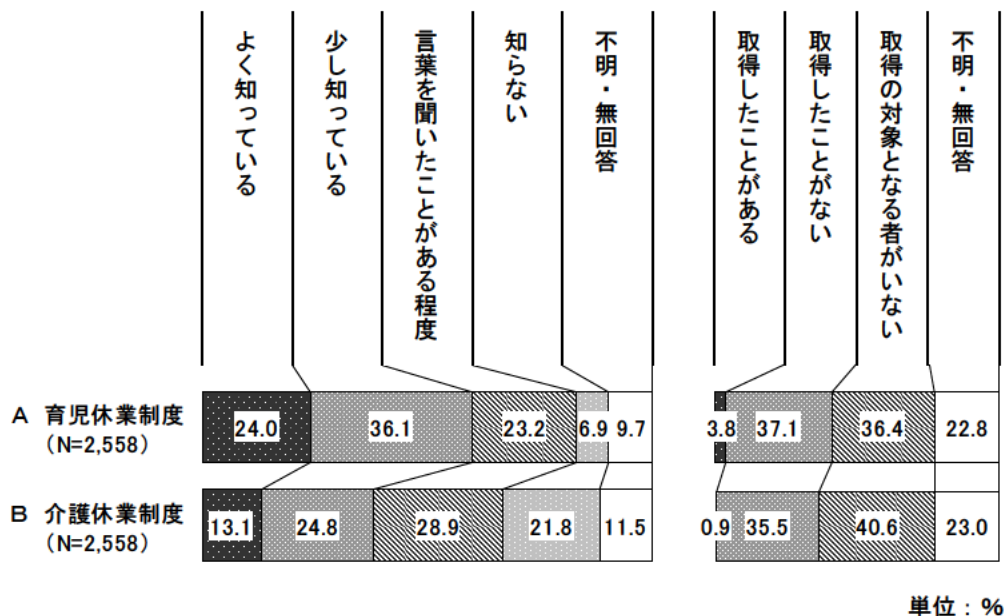 よく知っている
少し知っている
言葉を聞いたことがある程度
知らない
不明・無回答
取得したことがある
取得したことがない
取得の対象となる者がいない
不明・無回答
A 育児休業制度
(N=2,558)
24.0 36.1 23.2 6.9 9.7 3.8 37.1 36.4 22.8
B 介護休業制度
(N=2,558)
13.1 24.8 28.9 21.8 11.5 0.9 35.5 40.6 23.0
単位：%